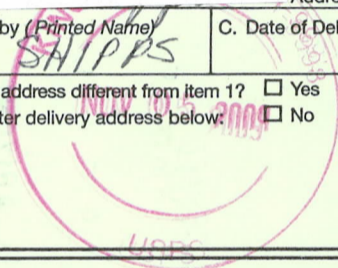 by (Printed Name)
C. Date of Del
SHIPPS
address different from item 1? ☐ Yes
ter delivery address below: ☐ No
NOV 05 2009
USPS